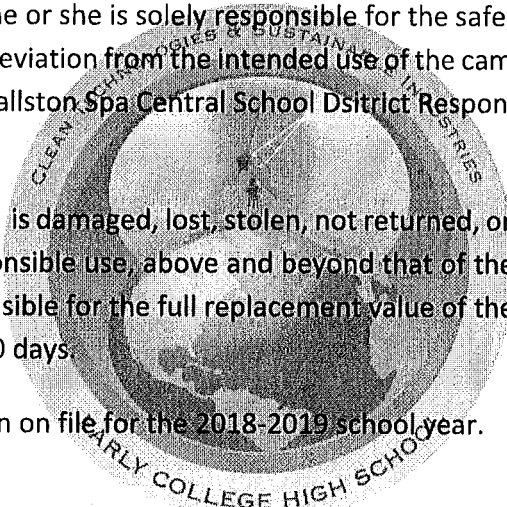 ne or she is solely responsible for the safe
eviation from the intended use of the cam
allston Spa Central School Dsitrict Respon
is damaged, lost, stolen, not returned, or
onsible use, above and beyond that of the
sible for the full replacement value of the
0 days.
n on file for the 2018-2019 school year.
CLEAN TECHNOLOGIES & SUSTAINABLE INDUSTRIES
EARLY COLLEGE HIGH SCHOOL